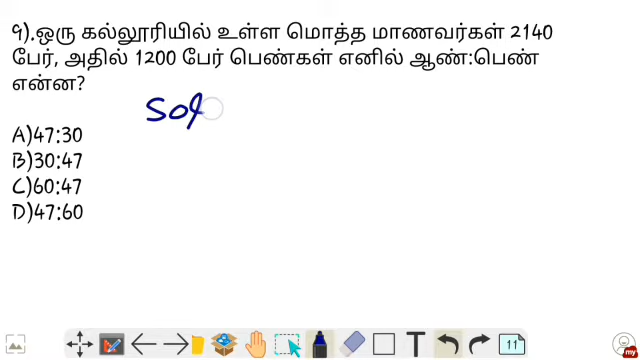 9).ஒரு கல்லூரியில் உள்ள மொத்த மாணவர்கள் 2140
பேர், அதில் 1200 பேர் பெண்கள் எனில் ஆண்:பெண்
என்ன?
Sol
A)47:30
B)30:47
C)60:47
D)47:60
T
11
my